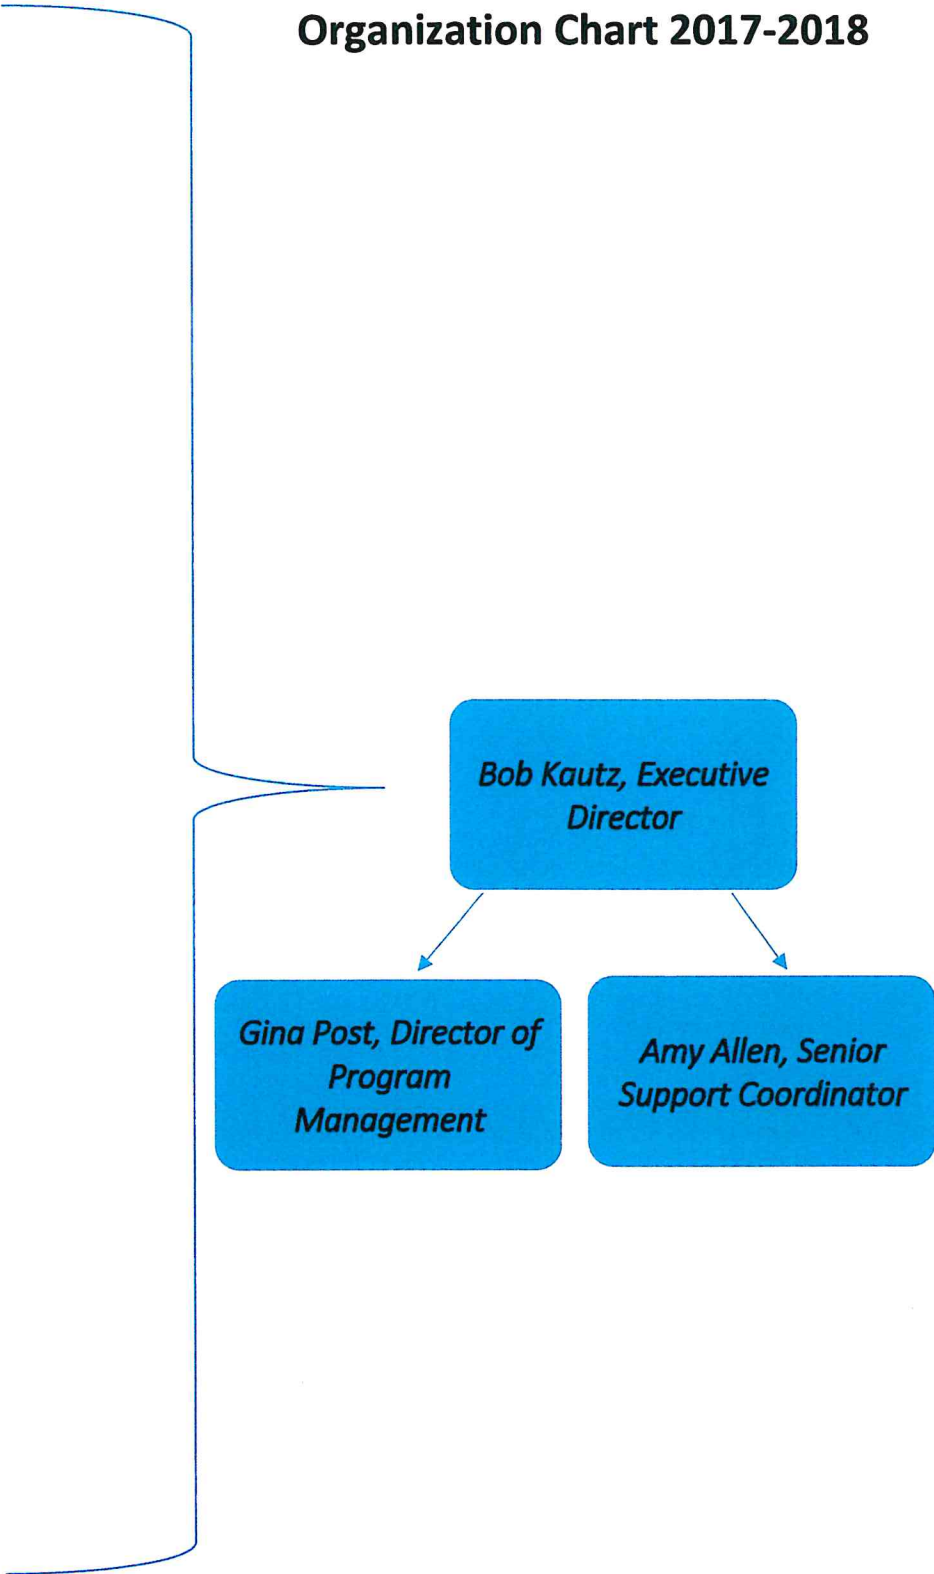 Organization Chart 2017-2018
Bob Kautz, Executive
Director
Gina Post, Director of
Program
Management
Amy Allen, Senior
Support Coordinator